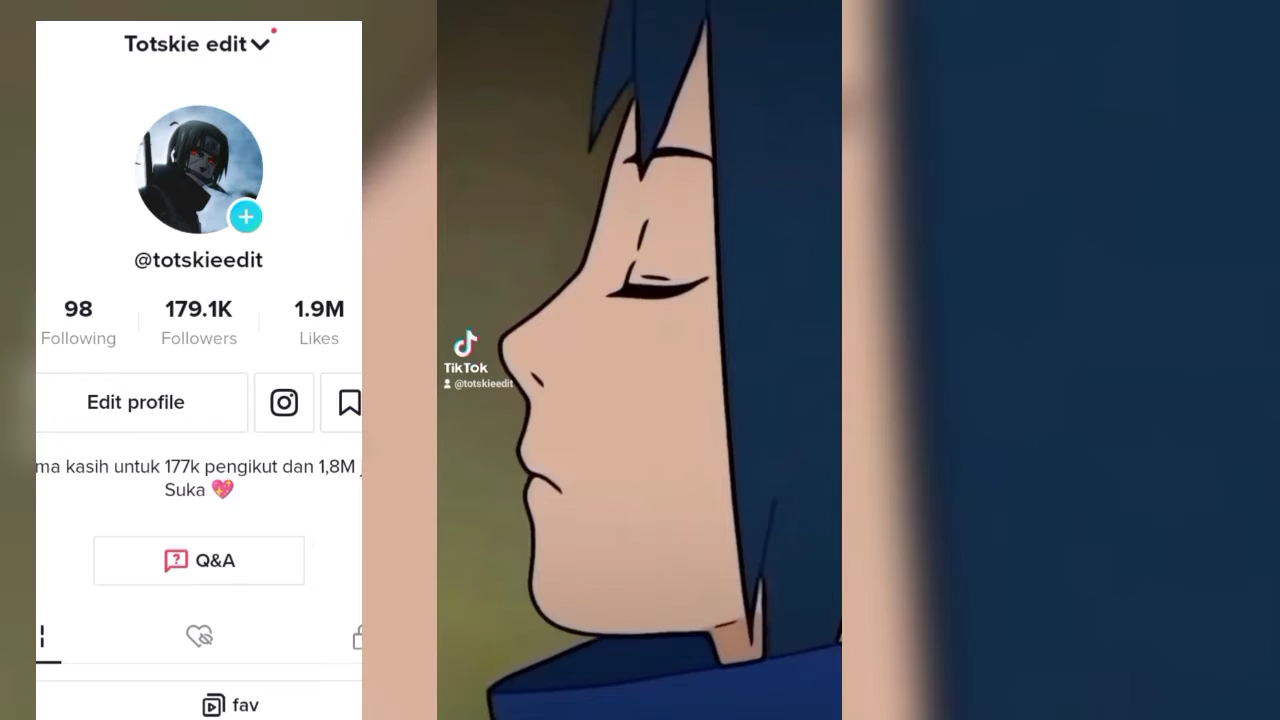 Totskie edit
@totskieedit
98 179.1K 1.9M
Following Followers Likes
Edit profile
ma kasih untuk 177k pengikut dan 1,8M
Suka 💖
Q&A
fav
TikTok
@totskieedit